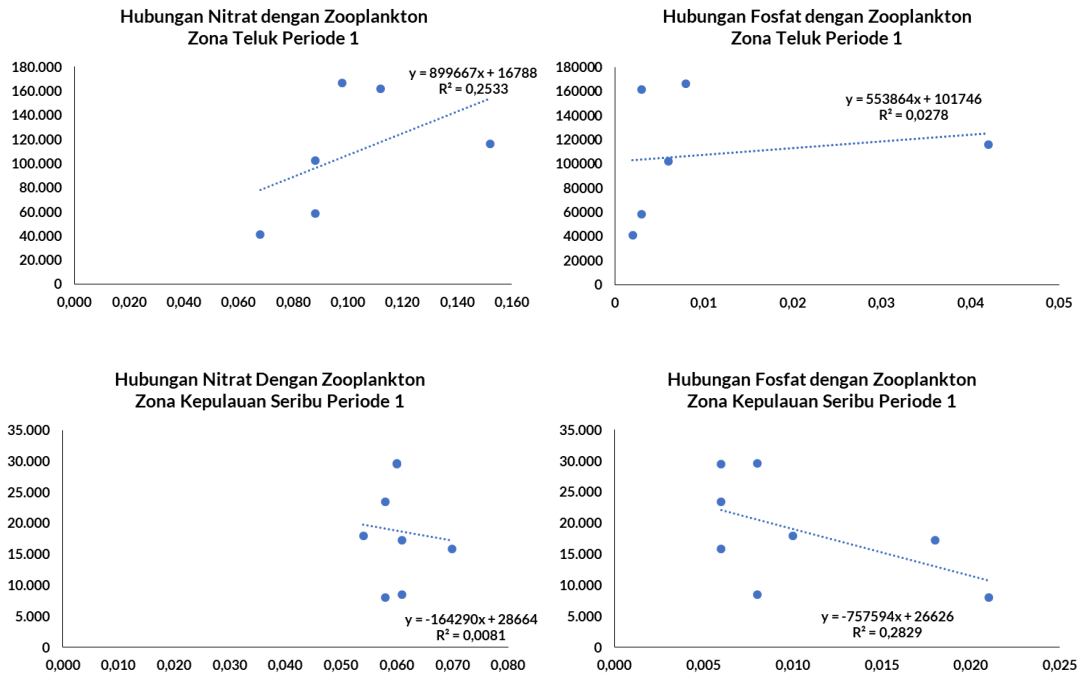 Hubungan Nitrat dengan Zooplankton
Zona Teluk Periode 1
180.000
160.000
140.000
120.000
100.000
80.000
60.000
40.000
20.000
0
0,000 0,020 0,040 0,060 0,080 0,100 0,120 0,140 0,160
y = 899667x + 16788
R² = 0,2533
Hubungan Fosfat dengan Zooplankton
Zona Teluk Periode 1
180000
160000
140000
120000
100000
80000
60000
40000
20000
0
0 0,01 0,02 0,03 0,04 0,05
y = 553864x + 101746
R² = 0,0278
Hubungan Nitrat Dengan Zooplankton
Zona Kepulauan Seribu Periode 1
35.000
30.000
25.000
20.000
15.000
10.000
5.000
0
0,000 0,010 0,020 0,030 0,040 0,050 0,060 0,070 0,080
y = -164290x + 28664
R² = 0,0081
Hubungan Fosfat dengan Zooplankton
Zona Kepulauan Seribu Periode 1
35.000
30.000
25.000
20.000
15.000
10.000
5.000
0
0,000 0,005 0,010 0,015 0,020 0,025
y = -757594x + 26626
R² = 0,2829